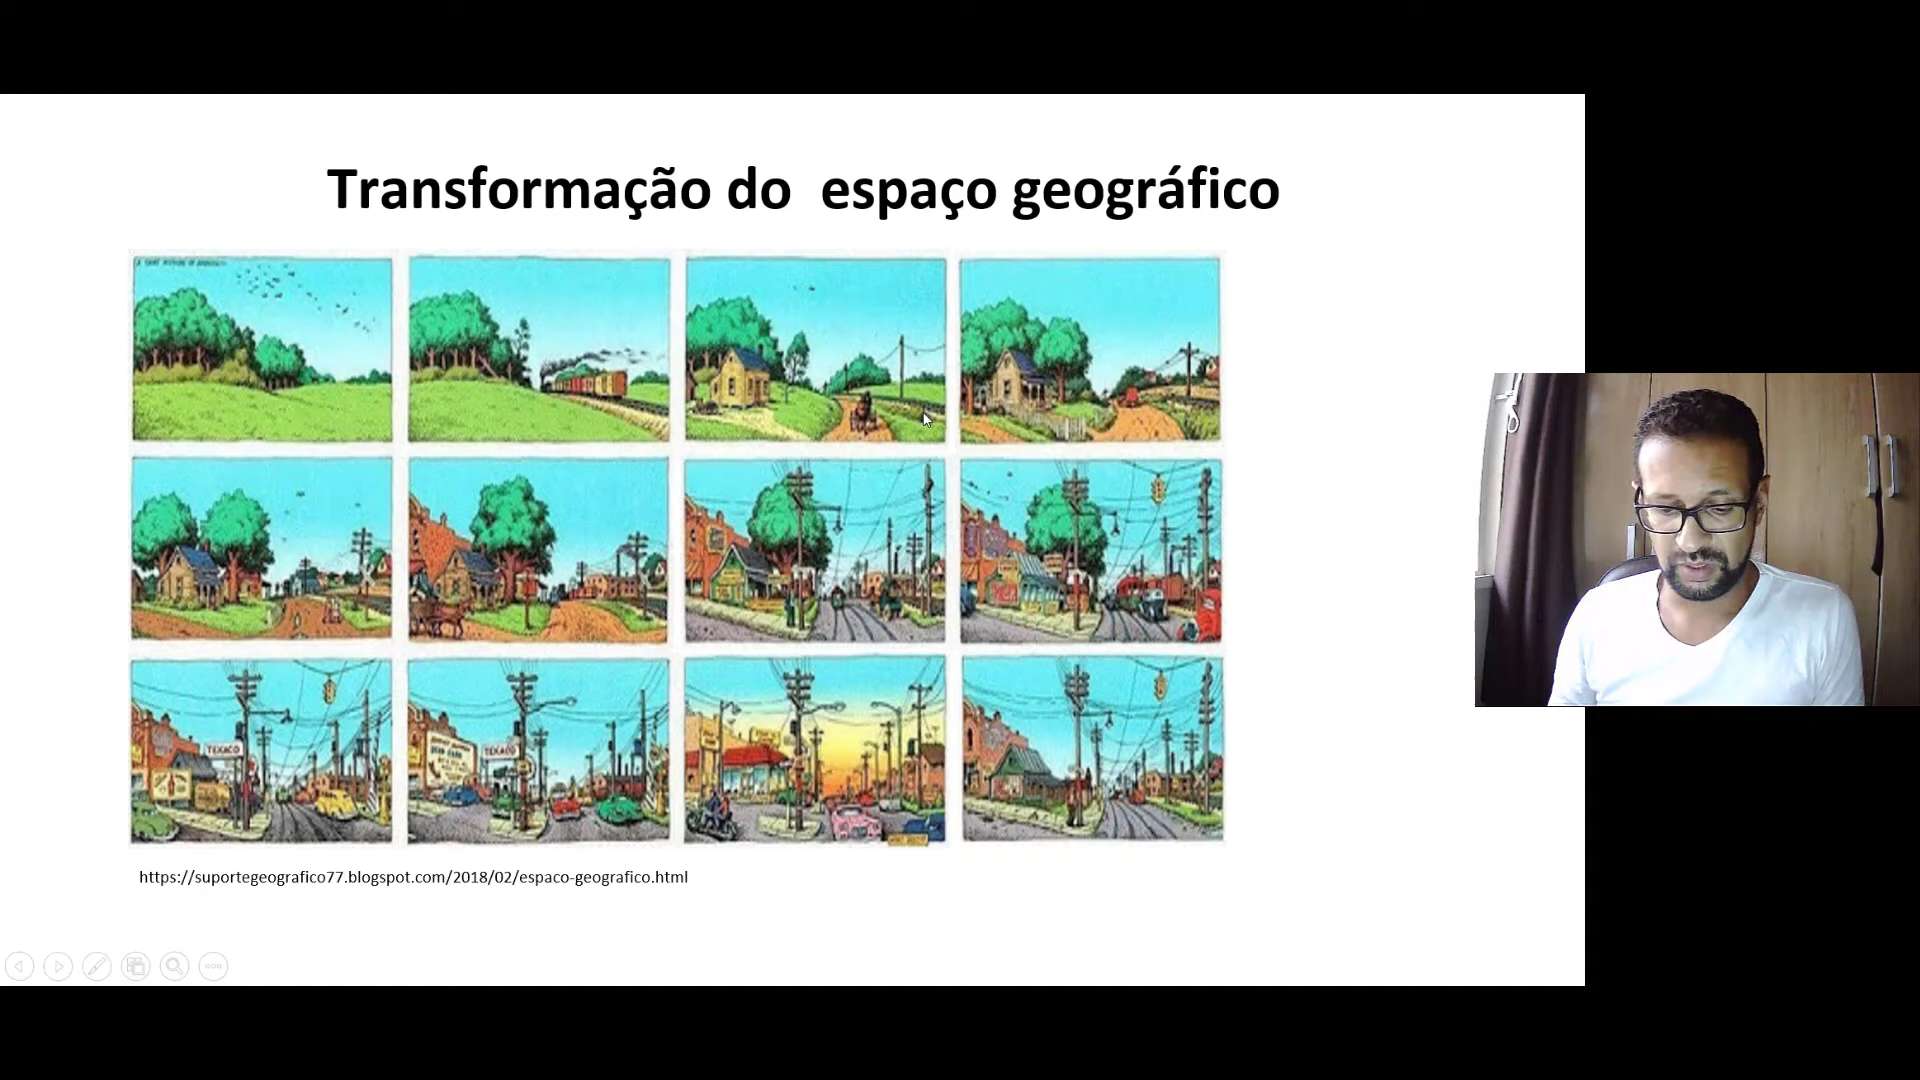 Transformação do  espaço geográfico
TEXACO
TEXACO
https://suportegeografico77.blogspot.com/2018/02/espaco-geografico.html